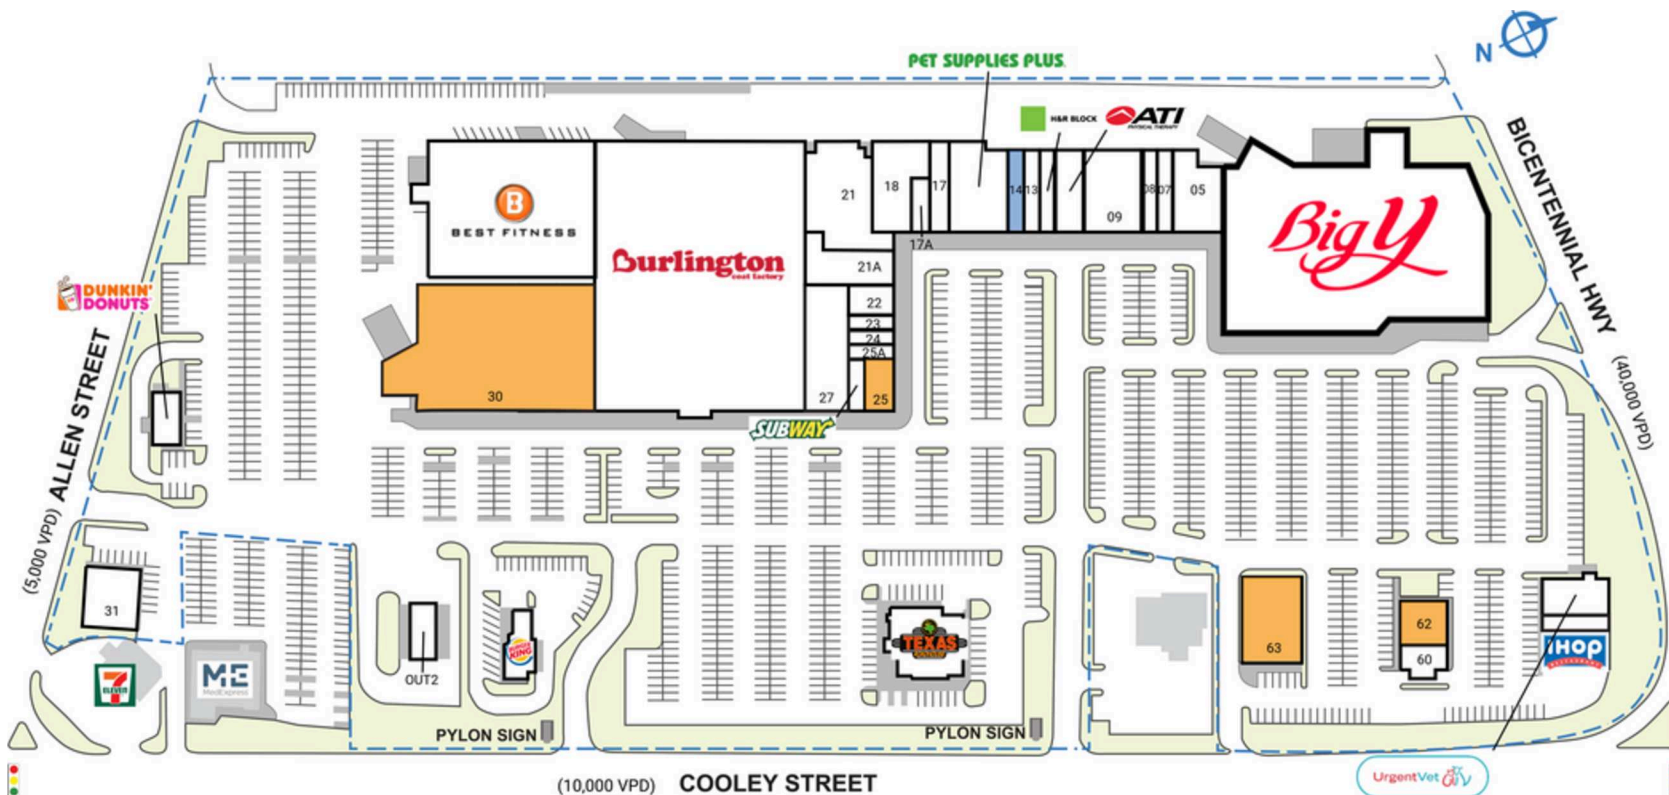 N
PET SUPPLIES PLUS.
H&R BLOCK
ATI
PHYSICAL THERAPY
BICENTENNIAL HWY
(40,000 VPD)
B
BEST FITNESS
Burlington
coat factory
21
18
17
17A
14
13
09
08
07
05
Big Y
21A
22
23
24
25A
25
27
30
SUBWAY
DUNKIN'
DONUTS
ALLEN STREET
(5,000 VPD)
31
7
ELEVEN
ME
MedExpress
OUT2
BURGER
KING
TEXAS
63
62
60
IHOP
RESTAURANT
PYLON SIGN
PYLON SIGN
UrgentVet UV
(10,000 VPD) COOLEY STREET